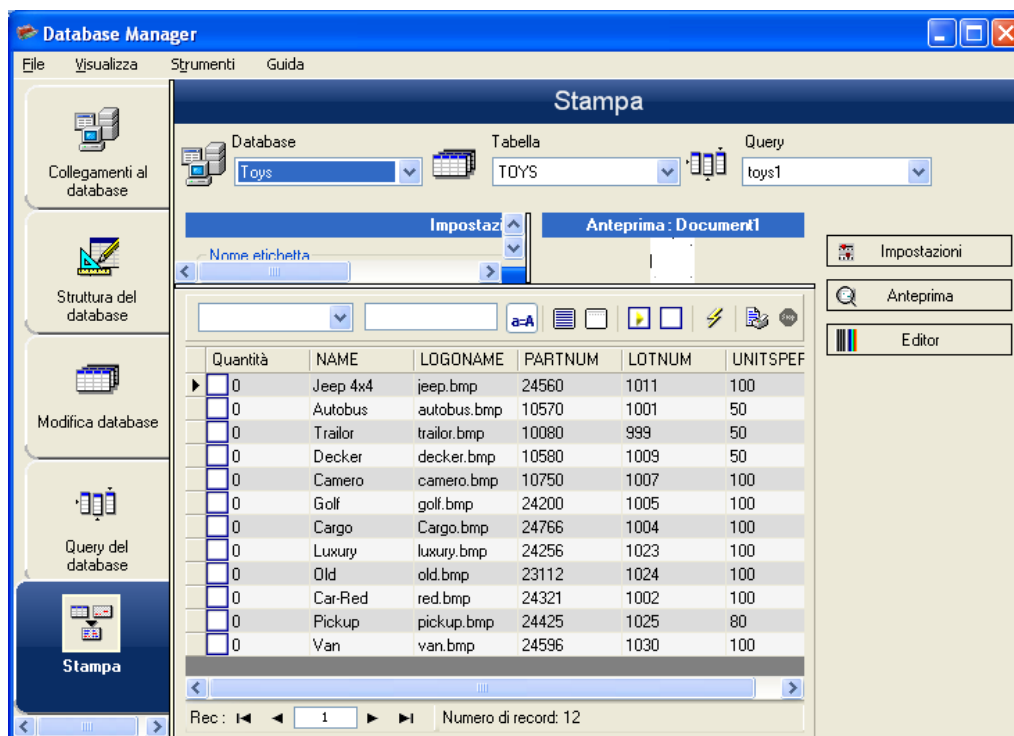 Database Manager
File Visualizza Strumenti Guida
Stampa
Collegamenti al database
Struttura del database
Modifica database
Query del database
Stampa
Database Tabella Query
Toys TOYS toys1
Impostazi Anteprima : Document1
Nome etichetta
Impostazioni
Anteprima
Editor
a=A Stop
Quantità NAME LOGONAME PARTNUM LOTNUM UNITSPER
0 Jeep 4x4 jeep.bmp 24560 1011 100
0 Autobus autobus.bmp 10570 1001 50
0 Trailor trailor.bmp 10080 999 50
0 Decker decker.bmp 10580 1009 50
0 Camero camero.bmp 10750 1007 100
0 Golf golf.bmp 24200 1005 100
0 Cargo Cargo.bmp 24766 1004 100
0 Luxury luxury.bmp 24256 1023 100
0 Old old.bmp 23112 1024 100
0 Car-Red red.bmp 24321 1002 100
0 Pickup pickup.bmp 24425 1025 80
0 Van van.bmp 24596 1030 100
Rec : 1 Numero di record: 12